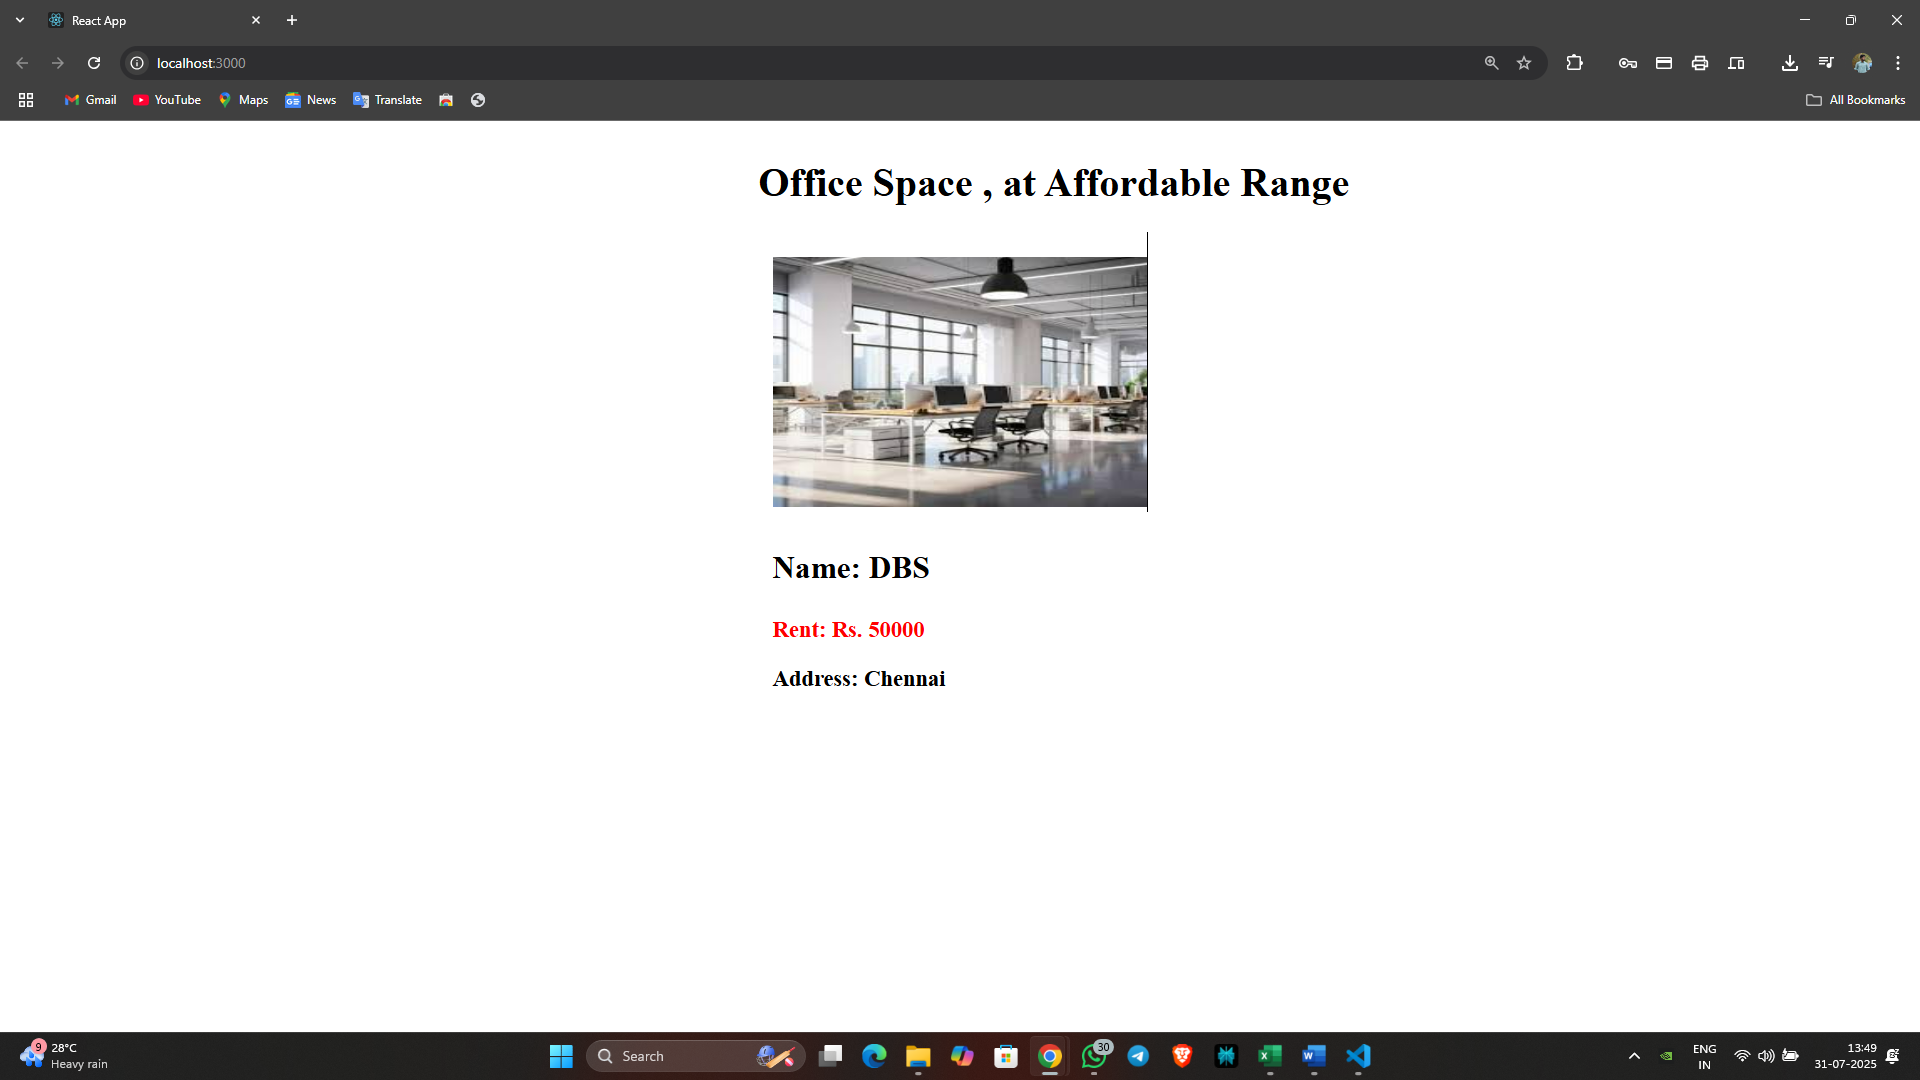 React App
localhost:3000
Gmail YouTube Maps News Translate All Bookmarks
Office Space , at Affordable Range
Name: DBS
Rent: Rs. 50000
Address: Chennai
9 28°C
Heavy rain
Search
30
ENG
IN
13:49
31-07-2025